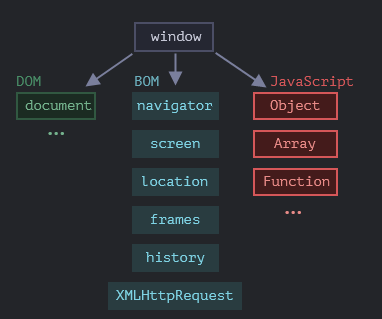 window
DOM
document
...
BOM
navigator
screen
location
frames
history
XMLHttpRequest
JavaScript
Object
Array
Function
...